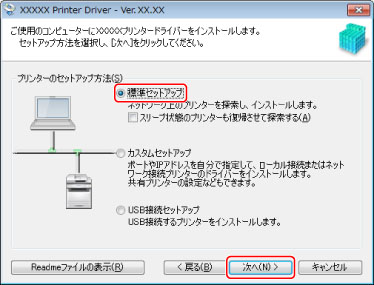 XXXXX Printer Driver - Ver.XX.XX
ご使用のコンピューターにXXXXXプリンタードライバーをインストールします。
セットアップ方法を選択し、[次へ]をクリックしてください。
プリンターのセットアップ方法(S)
標準セットアップ
ネットワーク上のプリンターを探索し、インストールします。
スリープ状態のプリンターも復帰させて探索する(A)
カスタムセットアップ
ポートやIPアドレスを自分で指定して、ローカル接続またはネット
ワーク接続プリンターのドライバーをインストールします。
共有プリンターの設定などもできます。
USB接続セットアップ
USB接続するプリンターをインストールします。
Readmeファイルの表示(R)
< 戻る(B)
次へ(N) >
キャンセル